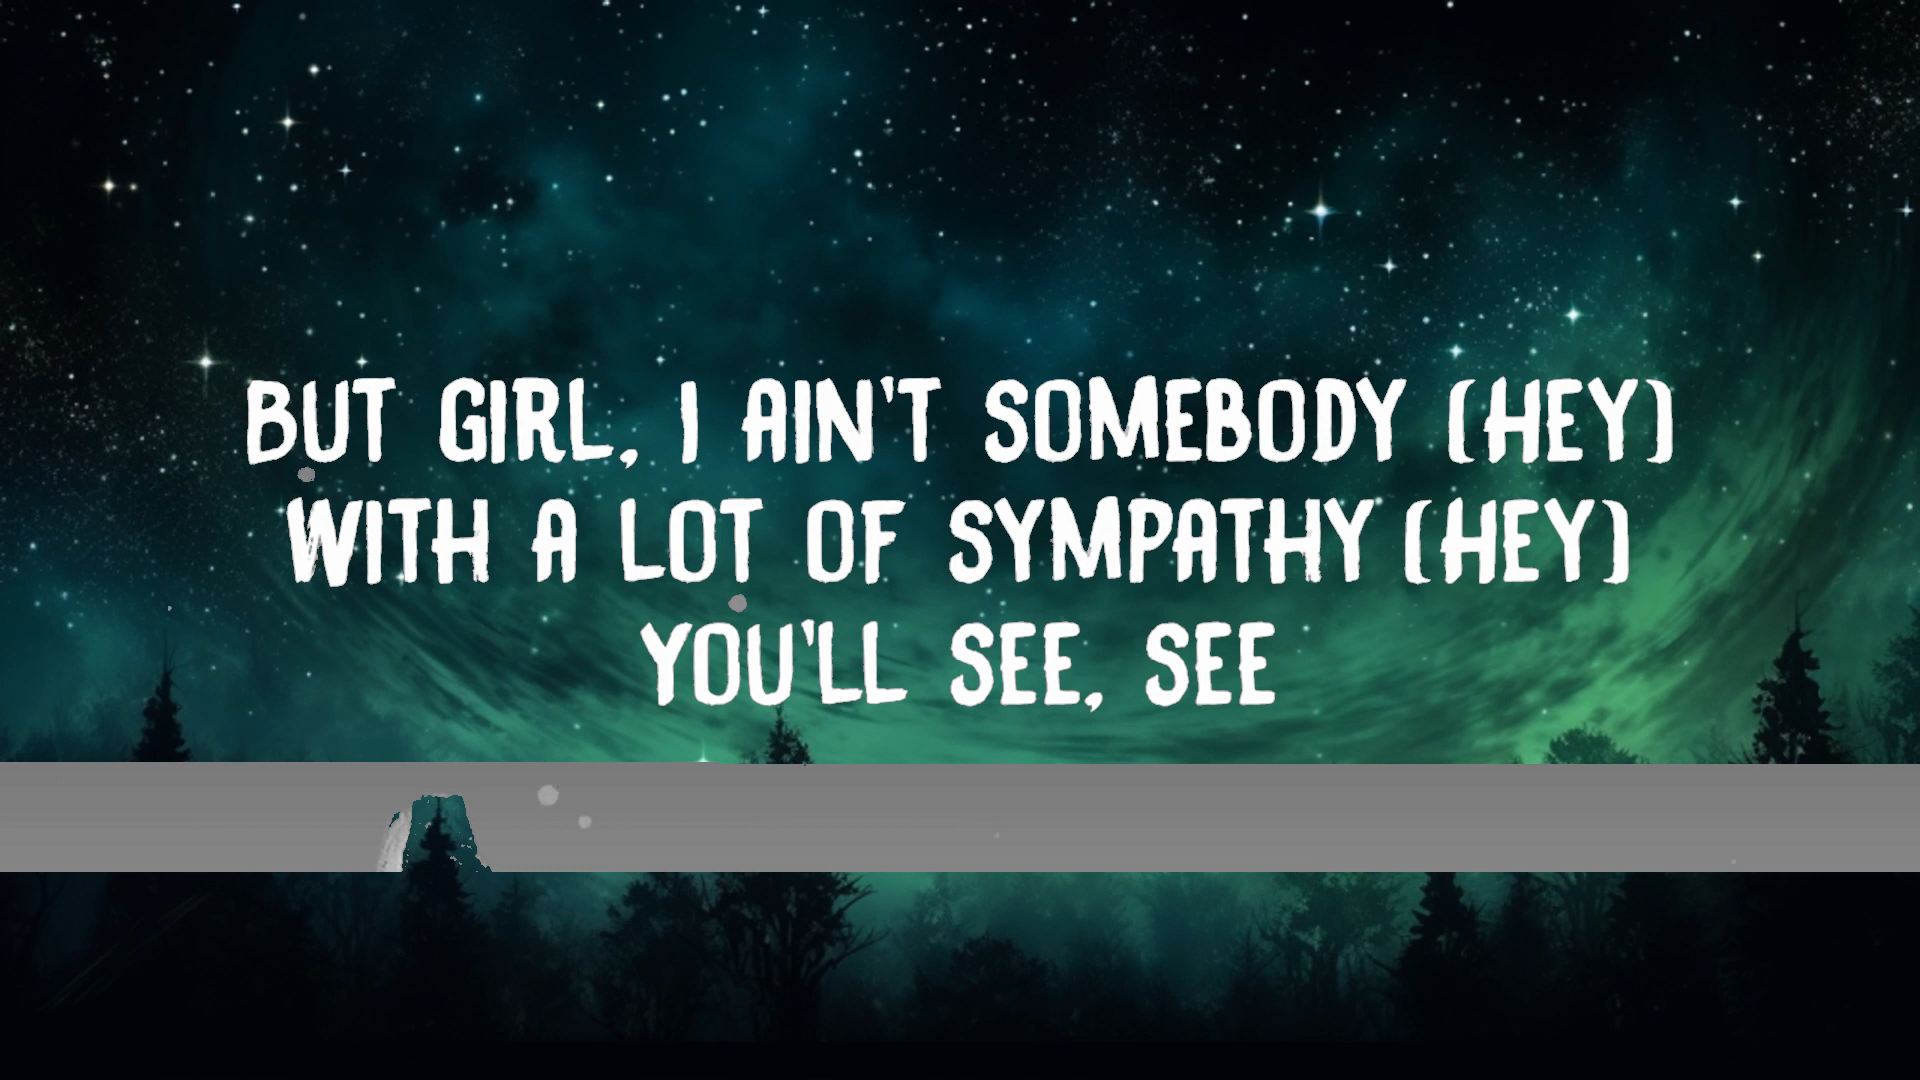 BUT GIRL, I AIN'T SOMEBODY (HEY)
WITH A LOT OF SYMPATHY (HEY)
YOU'LL SEE, SEE